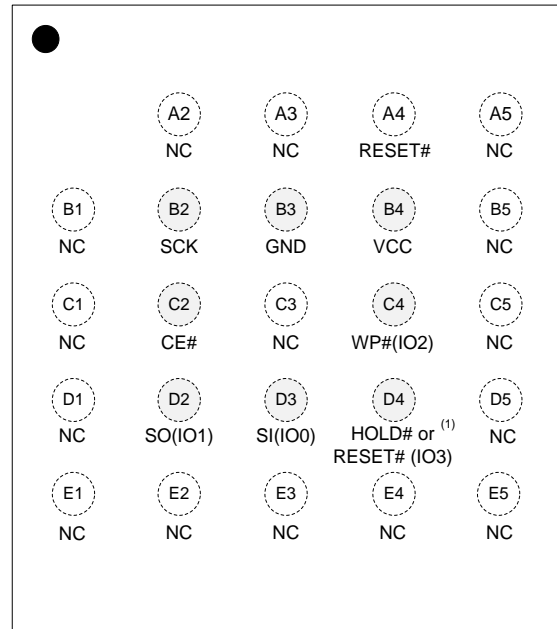 A2 A3 A4 A5
NC NC RESET# NC
B1 B2 B3 B4 B5
NC SCK GND VCC NC
C1 C2 C3 C4 C5
NC CE# NC WP#(IO2) NC
D1 D2 D3 D4 D5
NC SO(IO1) SI(IO0) HOLD# or (1) NC
RESET# (IO3)
E1 E2 E3 E4 E5
NC NC NC NC NC